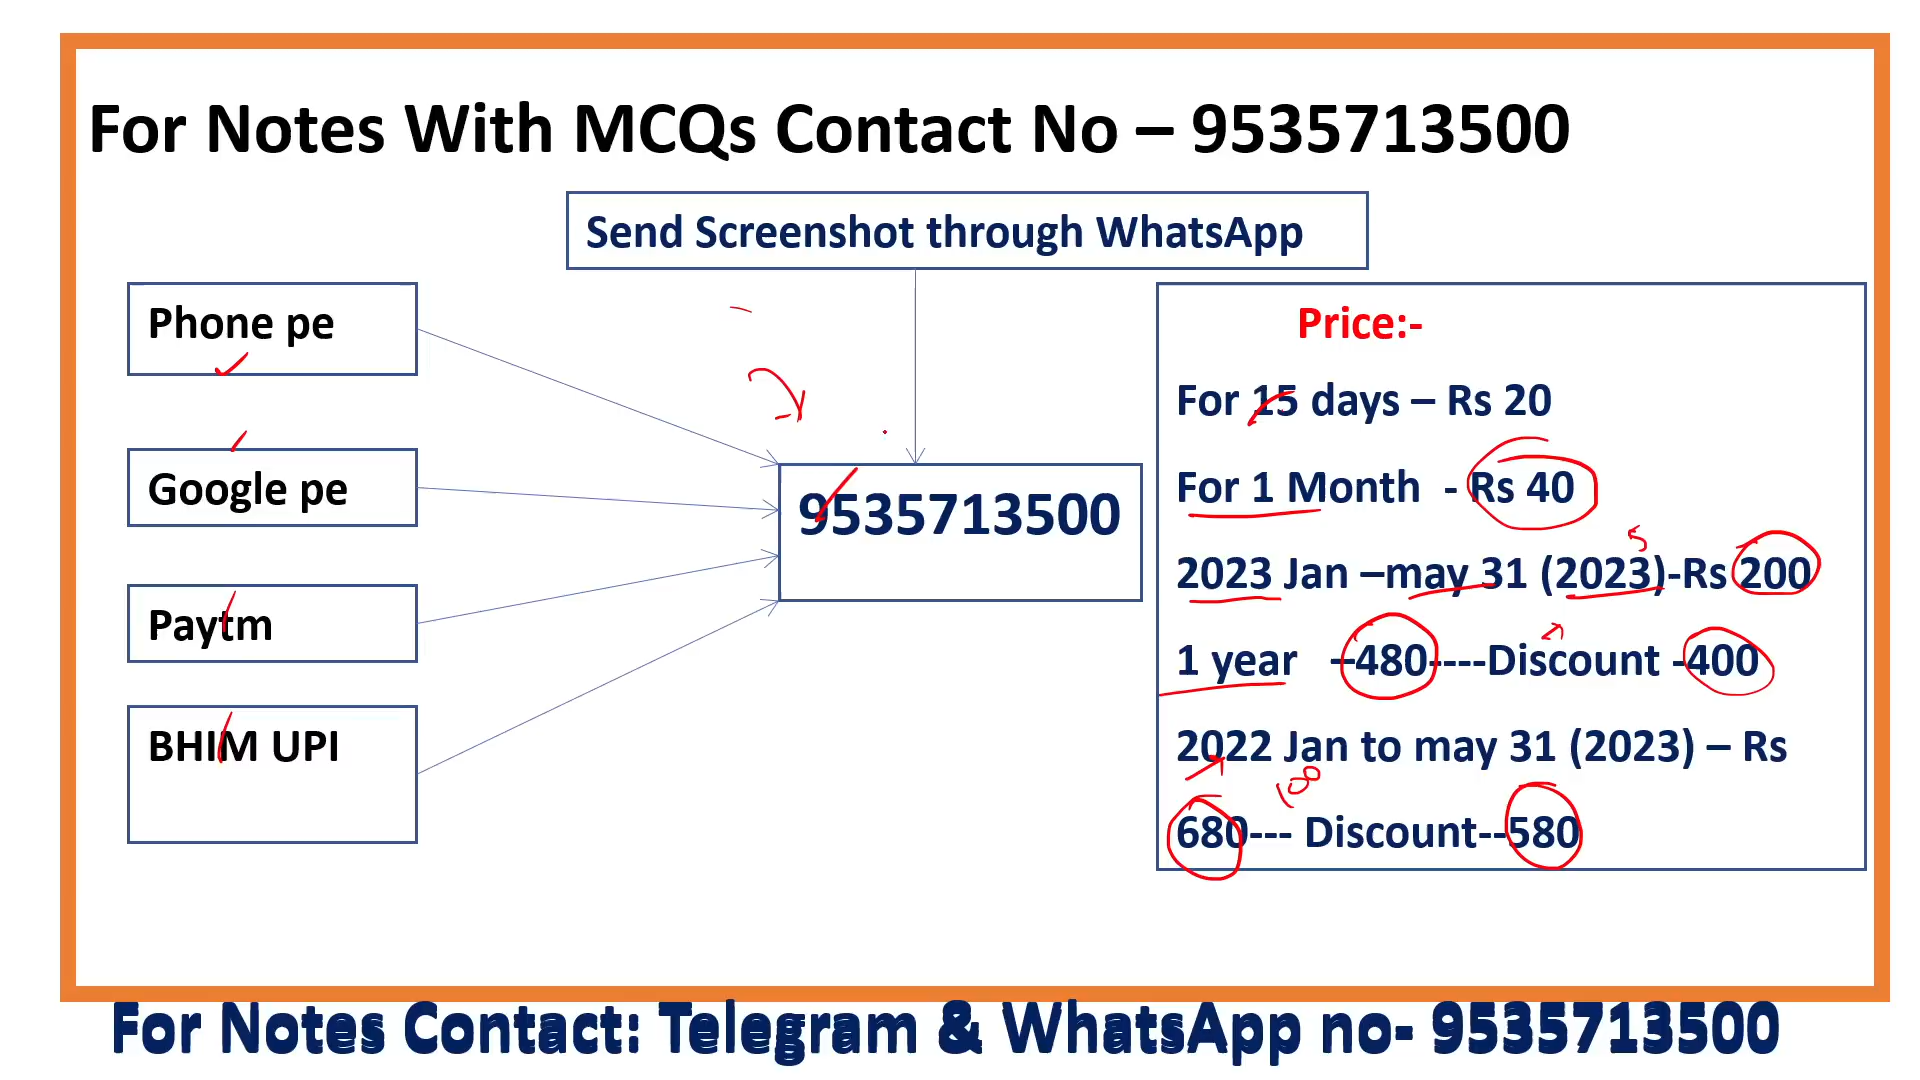 For Notes With MCQs Contact No – 9535713500
Send Screenshot through WhatsApp
Phone pe
Google pe
Paytm
BHIM UPI
9535713500
Price:-
For 15 days – Rs 20
For 1 Month - Rs 40
5
2023 Jan –may 31 (2023)-Rs 200
1 year –480----Discount -400
2022 Jan to may 31 (2023) – Rs
100
680--- Discount--580
For Notes Contact: Telegram & WhatsApp no- 9535713500